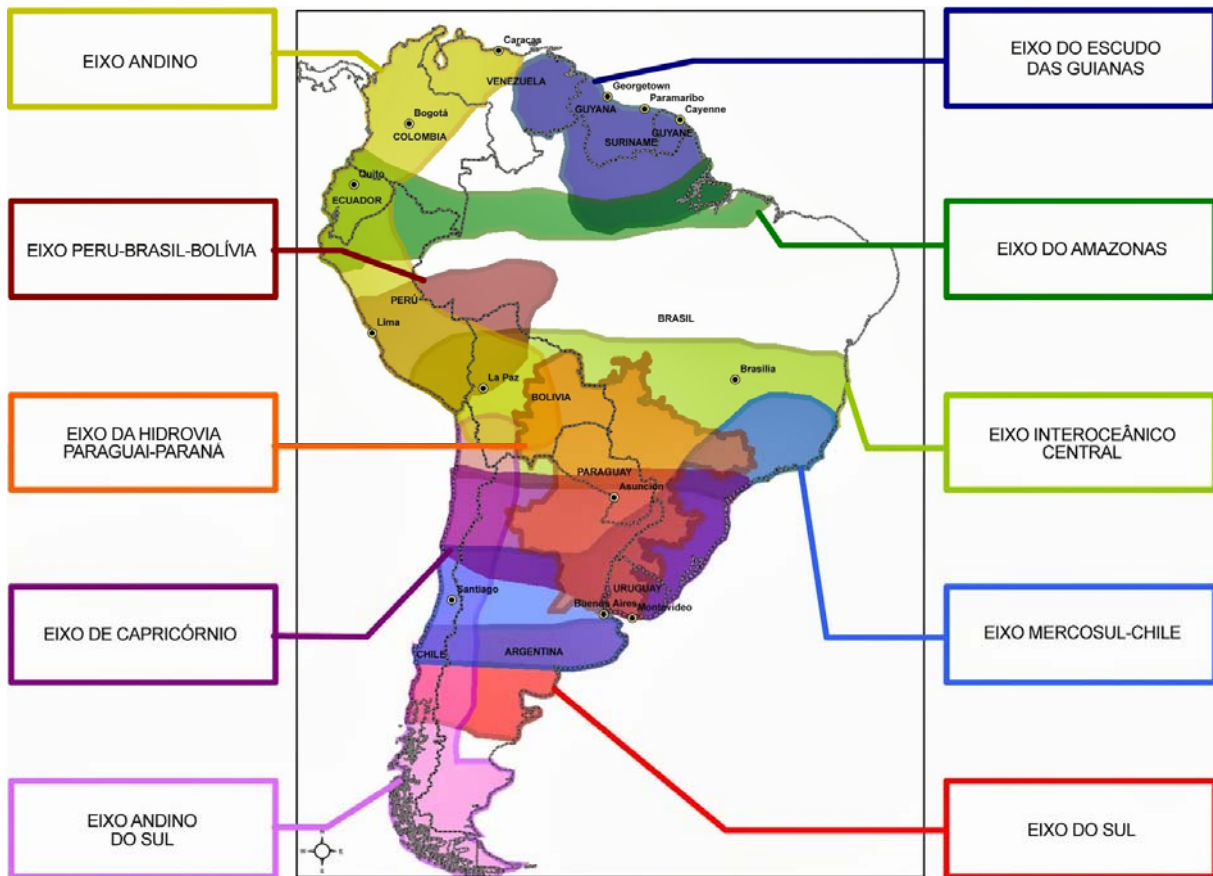 EIXO ANDINO
EIXO PERU-BRASIL-BOLÍVIA
EIXO DA HIDROVIA
PARAGUAI-PARANÁ
EIXO DE CAPRICÓRNIO
EIXO ANDINO
DO SUL
Caracas
VENEZUELA
Georgetown
Paramaribo
GUYANA
Cayenne
Bogotá
COLOMBIA
GUYANE
SURINAME
Quito
ECUADOR
PERÚ
BRASIL
Lima
Brasília
La Paz
BOLIVIA
PARAGUAY
Asunción
URUGUAY
Santiago
Buenos Aires
Montevideo
CHILE
ARGENTINA
N
W
E
S
EIXO DO ESCUDO
DAS GUIANAS
EIXO DO AMAZONAS
EIXO INTEROCEÂNICO
CENTRAL
EIXO MERCOSUL-CHILE
EIXO DO SUL